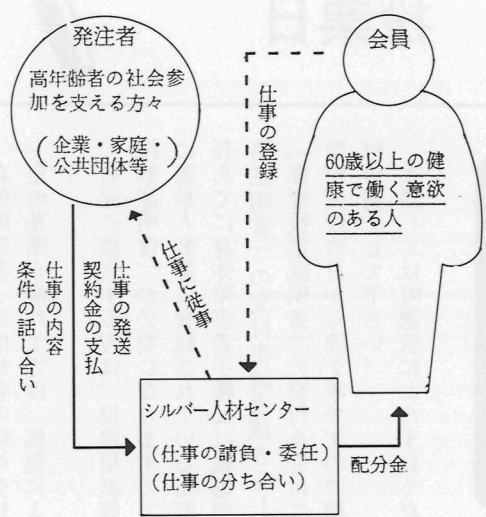 発注者
高年齢者の社会参
加を支える方々
(企業・家庭・
公共団体等)
会員
60歳以上の健
康で働く意欲
のある人
仕事の登録
仕事に従事
仕事の発送
契約金の支払
仕事の内容
条件の話し合い
シルバー人材センター
(仕事の請負・委任)
(仕事の分ち合い)
配分金